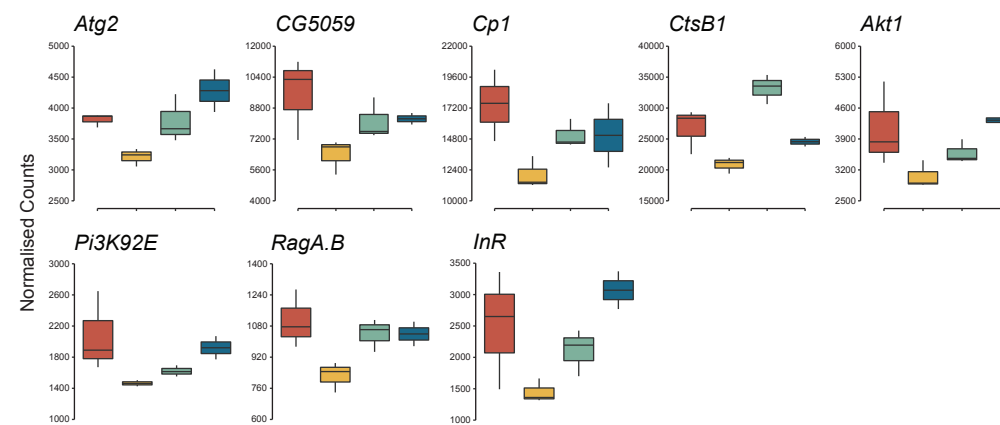 Atg2 CG5059 Cp1 CtsB1 Akt1
5000 12000 22000 40000 6000
4500 10400 19600 35000 5300
4000 8800 17200 30000 4600
3500 7200 14800 25000 3900
3000 5600 12400 20000 3200
2500 4000 10000 15000 2500
Normalised Counts
Pi3K92E RagA.B InR
3000 1400 3500
2600 1240 3000
2200 1080 2500
1800 920 2000
1400 760 1500
1000 600 1000